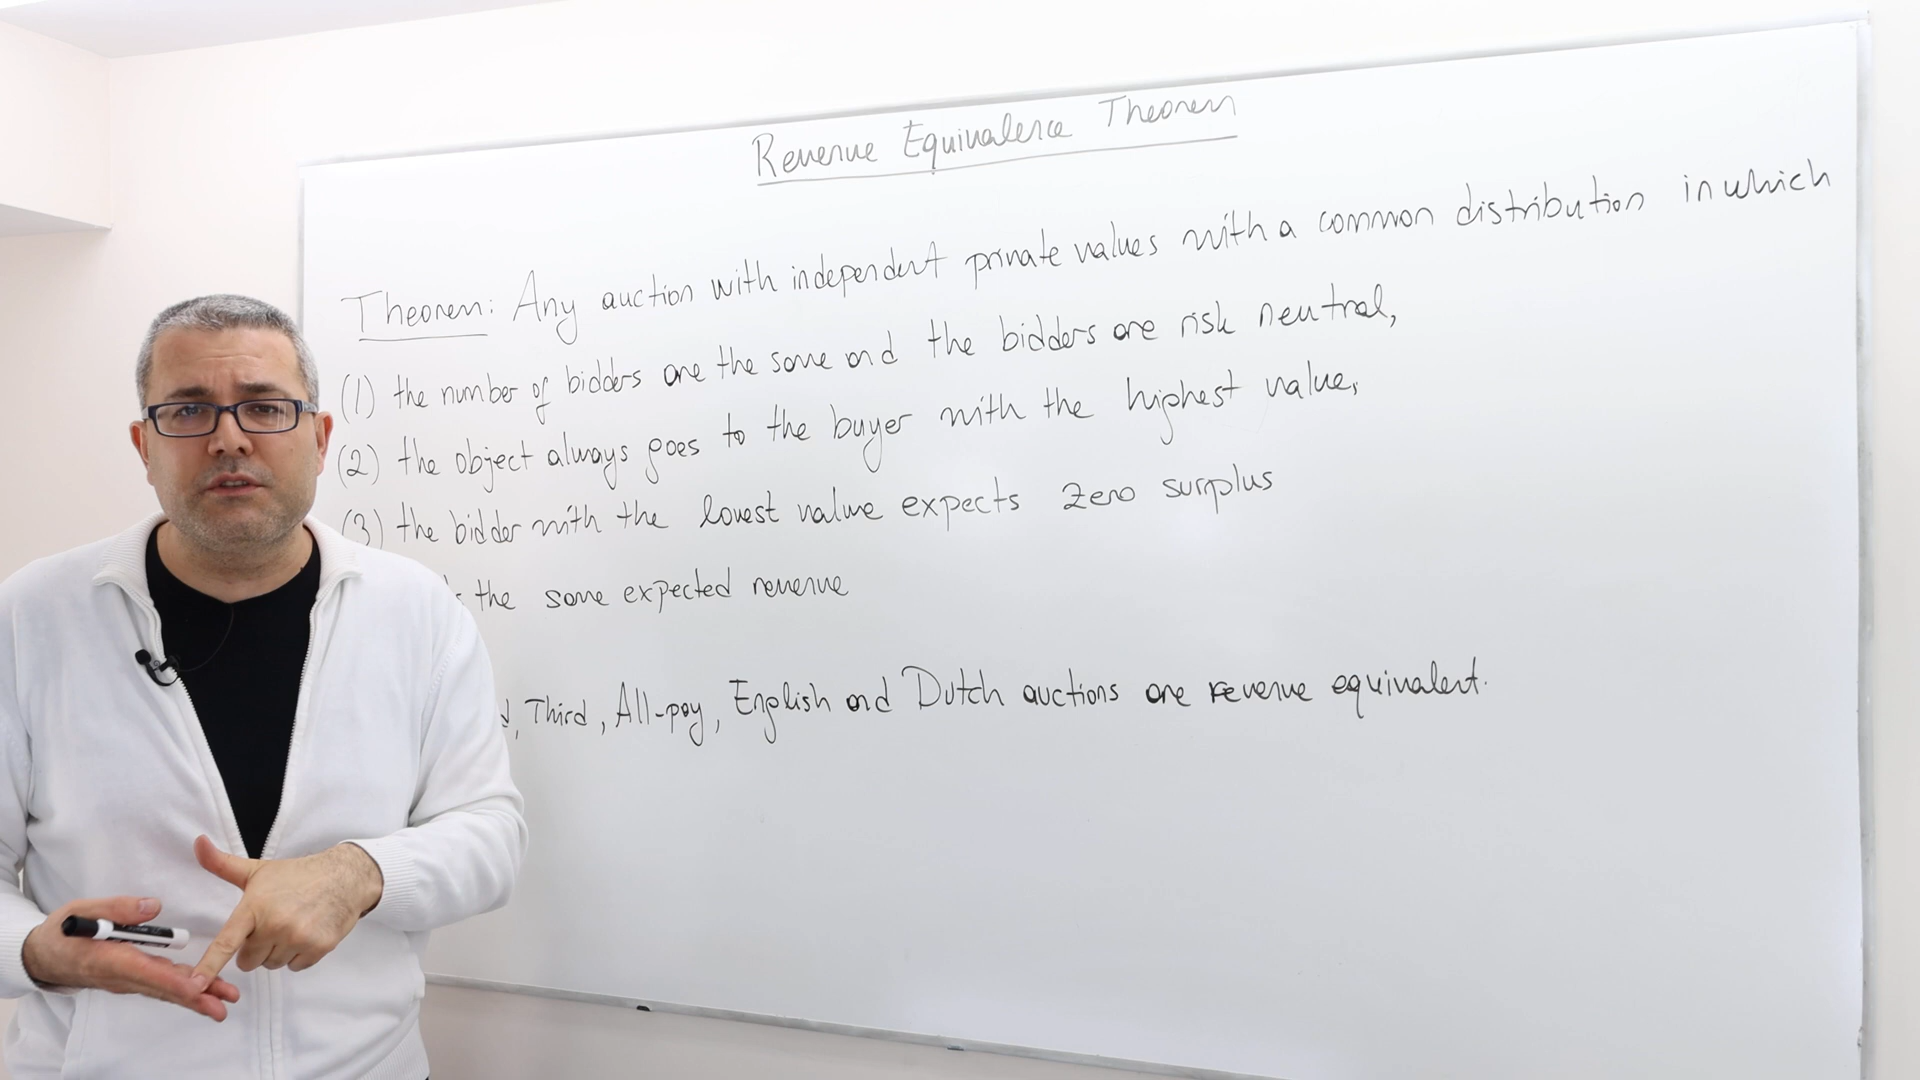 Revenue Equivalence Theorem
Theorem: Any auction with independent private values with a common distribution in which
(1) the number of bidders are the same and the bidders are risk neutral,
(2) the object always goes to the buyer with the highest value,
(3) the bidder with the lowest value expects zero surplus
the same expected revenue
, Third, All-pay, English and Dutch auctions are revenue equivalent.